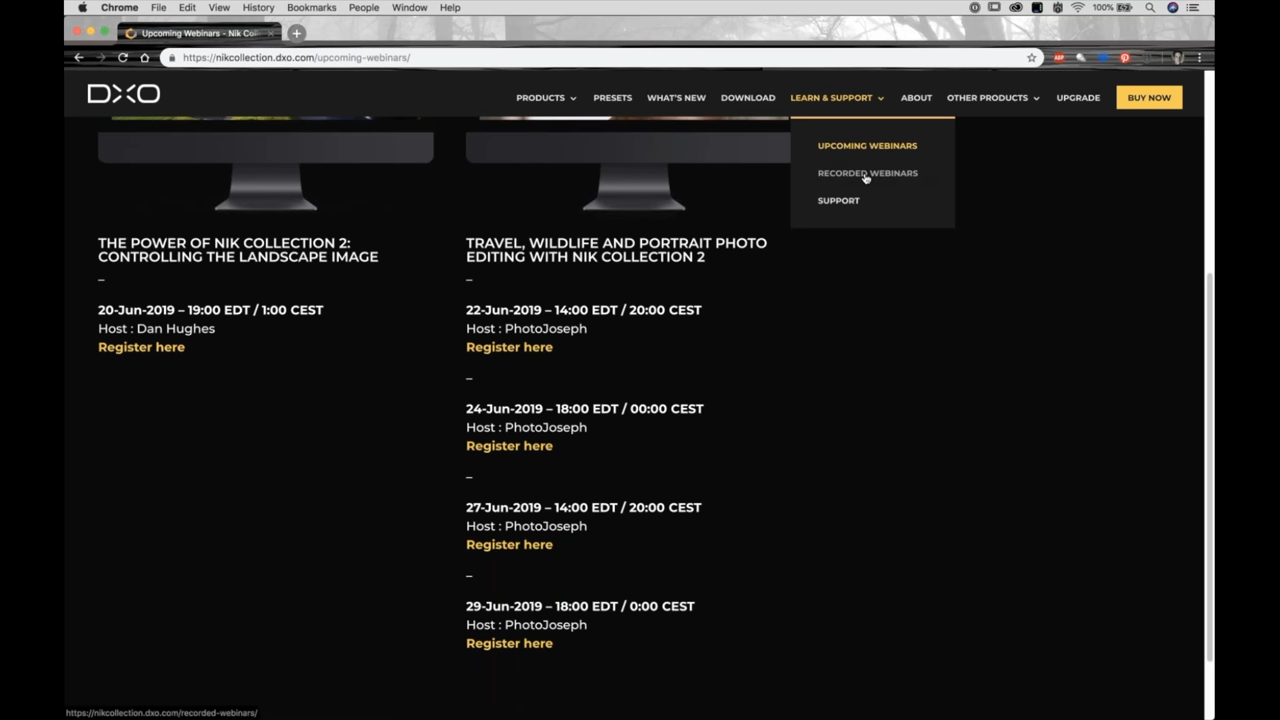 Chrome File Edit View History Bookmarks People Window Help 100%
Upcoming Webinars - Nik Col
https://nikcollection.dxo.com/upcoming-webinars/
DXO PRODUCTS PRESETS WHAT'S NEW DOWNLOAD LEARN & SUPPORT ABOUT OTHER PRODUCTS UPGRADE BUY NOW
UPCOMING WEBINARS
RECORDED WEBINARS
SUPPORT
THE POWER OF NIK COLLECTION 2:
CONTROLLING THE LANDSCAPE IMAGE
–
20-Jun-2019 – 19:00 EDT / 1:00 CEST
Host : Dan Hughes
Register here
TRAVEL, WILDLIFE AND PORTRAIT PHOTO
EDITING WITH NIK COLLECTION 2
–
22-Jun-2019 – 14:00 EDT / 20:00 CEST
Host : PhotoJoseph
Register here
–
24-Jun-2019 – 18:00 EDT / 00:00 CEST
Host : PhotoJoseph
Register here
–
27-Jun-2019 – 14:00 EDT / 20:00 CEST
Host : PhotoJoseph
Register here
–
29-Jun-2019 – 18:00 EDT / 0:00 CEST
Host : PhotoJoseph
Register here
https://nikcollection.dxo.com/recorded-webinars/